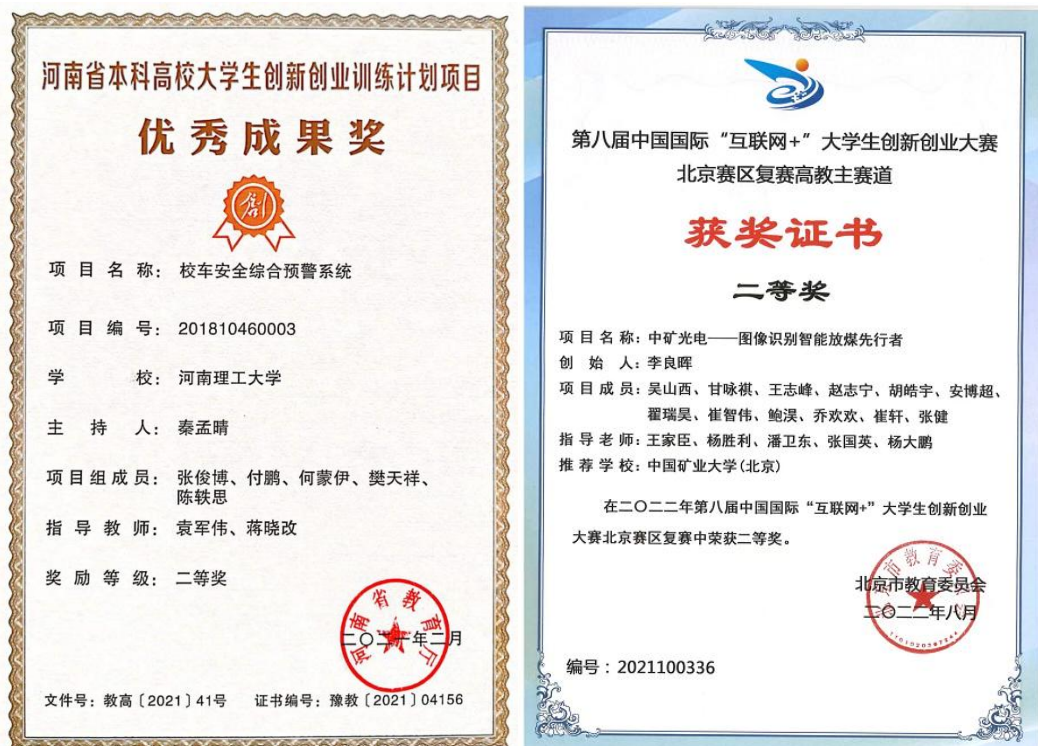 河南省本科高校大学生创新创业训练计划项目
优秀成果奖
创
项目名称：校车安全综合预警系统
项目编号：201810460003
学校：河南理工大学
主持人：秦孟晴
项目组成员：张俊博、付鹏、何蒙伊、樊天祥、
陈轶思
指导教师：袁军伟、蒋晓改
奖励等级：二等奖
河南省教育厅
二〇二一年二月
文件号：教高〔2021〕41号 证书编号：豫教〔2021〕04156
第八届中国国际“互联网+”大学生创新创业大赛
北京赛区复赛高教主赛道
获奖证书
二等奖
项目名称：中矿光电——图像识别智能放煤先行者
创始人：李良晖
项目成员：吴山西、甘咏祺、王志峰、赵志宁、胡皓宇、安博超、
翟瑞昊、崔智伟、鲍淏、乔欢欢、崔轩、张健
指导老师：王家臣、杨胜利、潘卫东、张国英、杨大鹏
推荐学校：中国矿业大学(北京)
在二〇二二年第八届中国国际“互联网+”大学生创新创业
大赛北京赛区复赛中荣获二等奖。
北京市教育委员会
二〇二二年八月
编号：2021100336